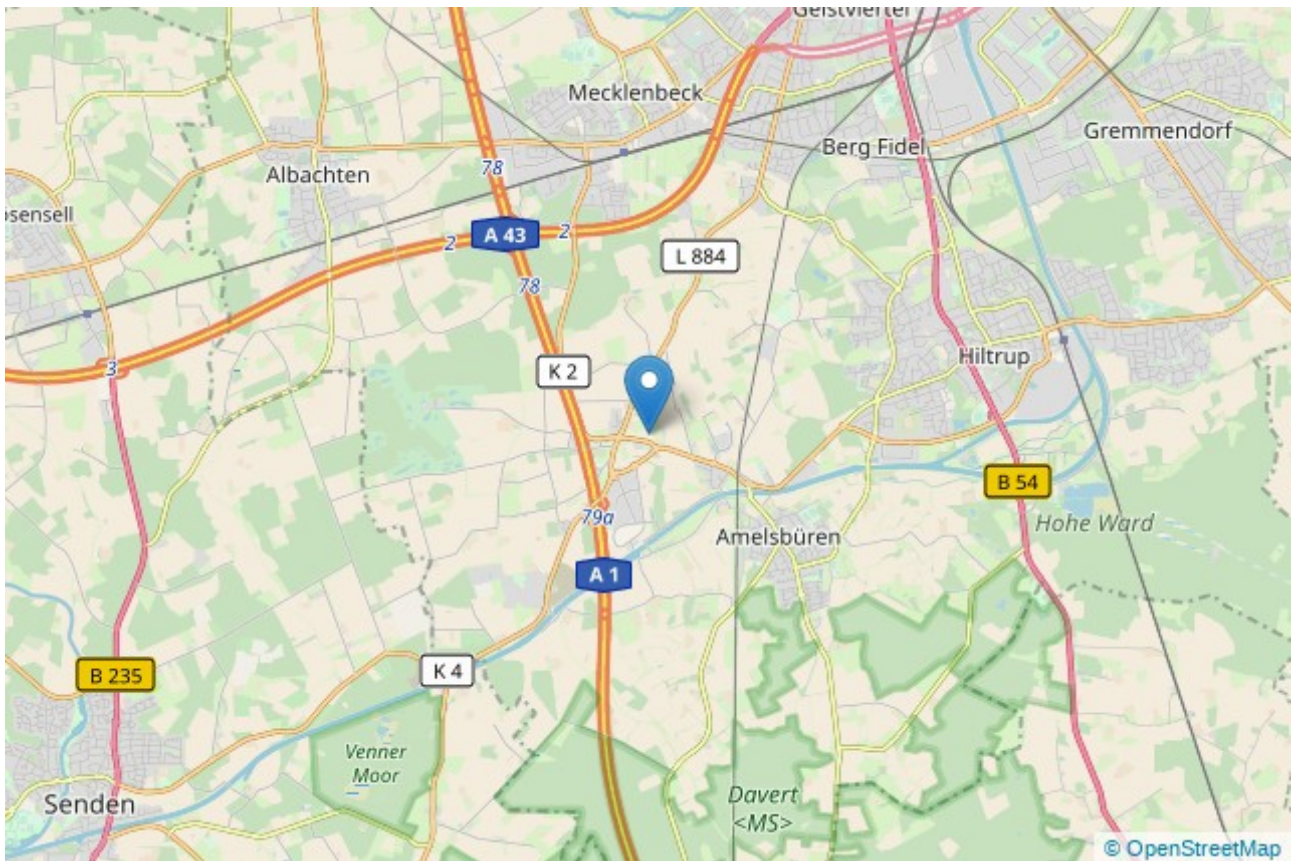 Geistviertel
Mecklenbeck
Gremmendorf
Berg Fidel
Albachten
78
osensell
A 43
2
2
L 884
78
Hiltrup
3
K 2
B 54
79a
Hohe Ward
Amelsbüren
A 1
K 4
B 235
Venner
Moor
Davert
<MS>
Senden
© OpenStreetMap